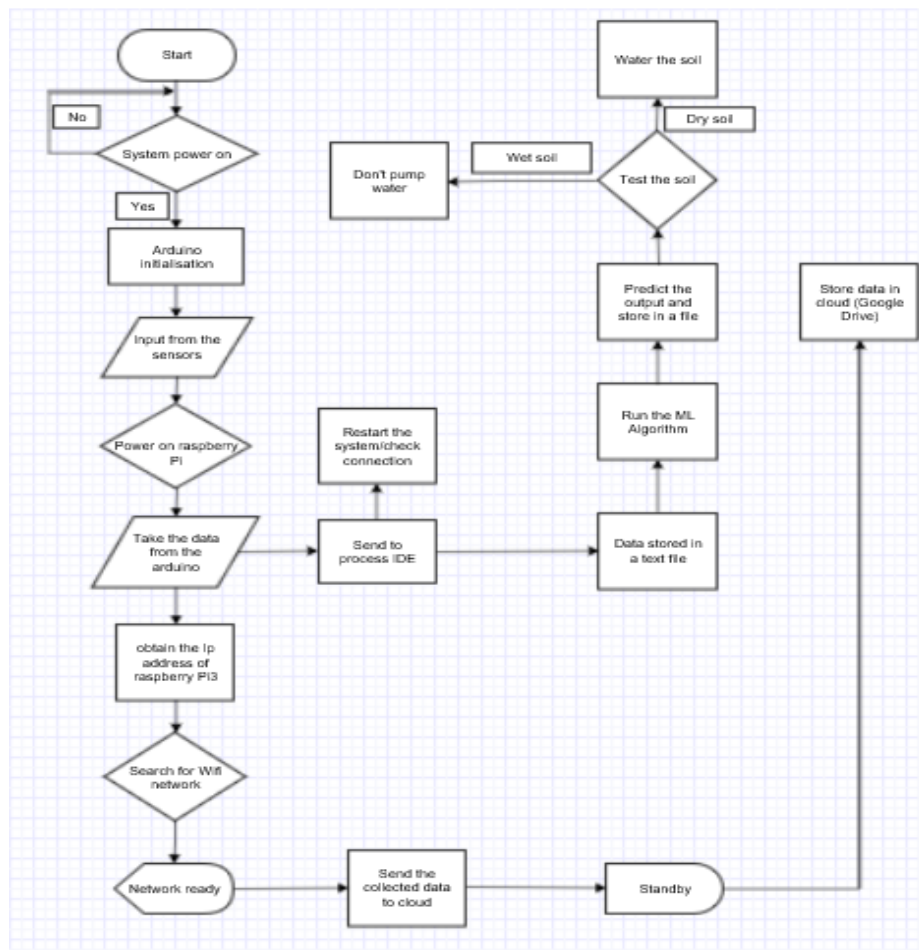 Start
No
System power on
Yes
Arduino
initialisation
Input from the
sensors
Power on raspberry
Pi
Take the data
from the
arduino
obtain the Ip
address of
raspberry Pi3
Search for Wifi
network
Network ready
Restart the
system/check
connection
Send to
process IDE
Data stored in
a text file
Run the ML
Algorithm
Predict the
output and
store in a file
Test the soil
Wet soil
Don't pump
water
Dry soil
Water the soil
Send the
collected data
to cloud
Standby
Store data in
cloud (Google
Drive)